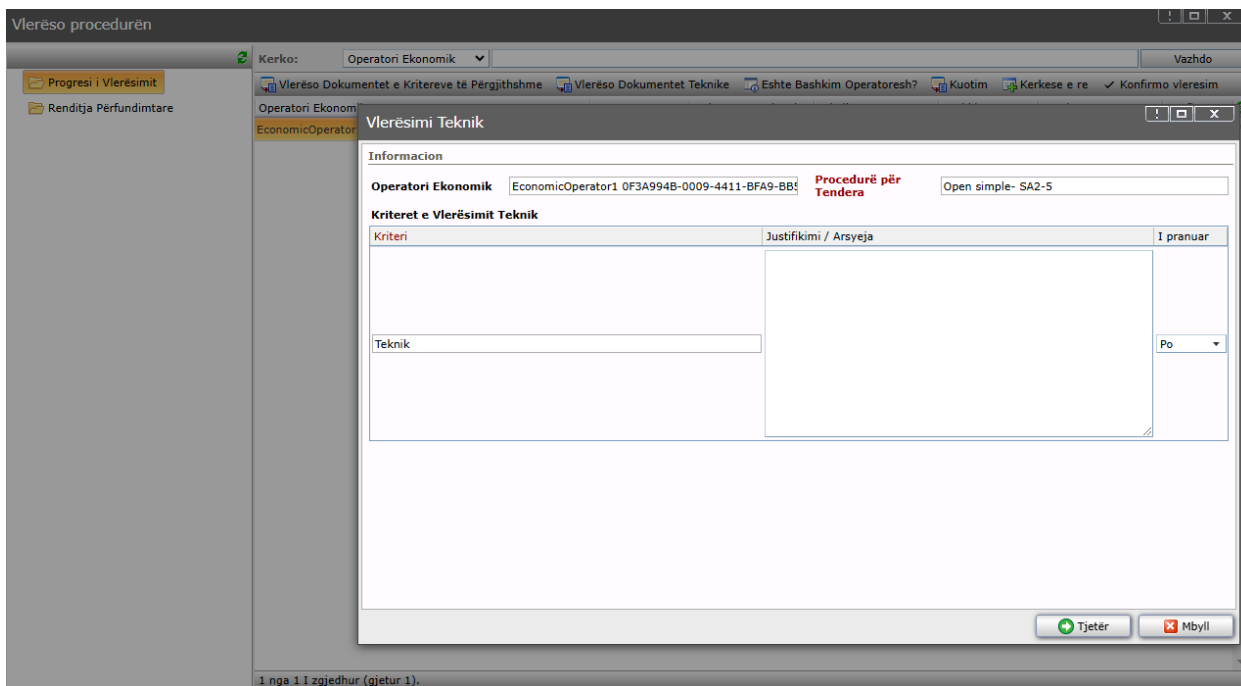 Vlerëso procedurën
Kerko:
Operatori Ekonomik
Vazhdo
Progresi i Vlerësimit
Renditja Përfundimtare
Vlerëso Dokumentet e Kritereve të Përgjithshme
Vlerëso Dokumentet Teknike
Eshte Bashkim Operatoresh?
Kuotim
Kerkese e re
Konfirmo vleresim
Operatori Ekonom
EconomicOperator
Vlerësimi Teknik
Informacion
Operatori Ekonomik
EconomicOperator1 0F3A994B-0009-4411-BFA9-BB5
Procedurë për
Tendera
Open simple- SA2-5
Kriteret e Vlerësimit Teknik
Kriteri
Justifikimi / Arsyeja
I pranuar
Teknik
Po
Tjetër
Mbyll
1 nga 1 I zgjedhur (gjetur 1).